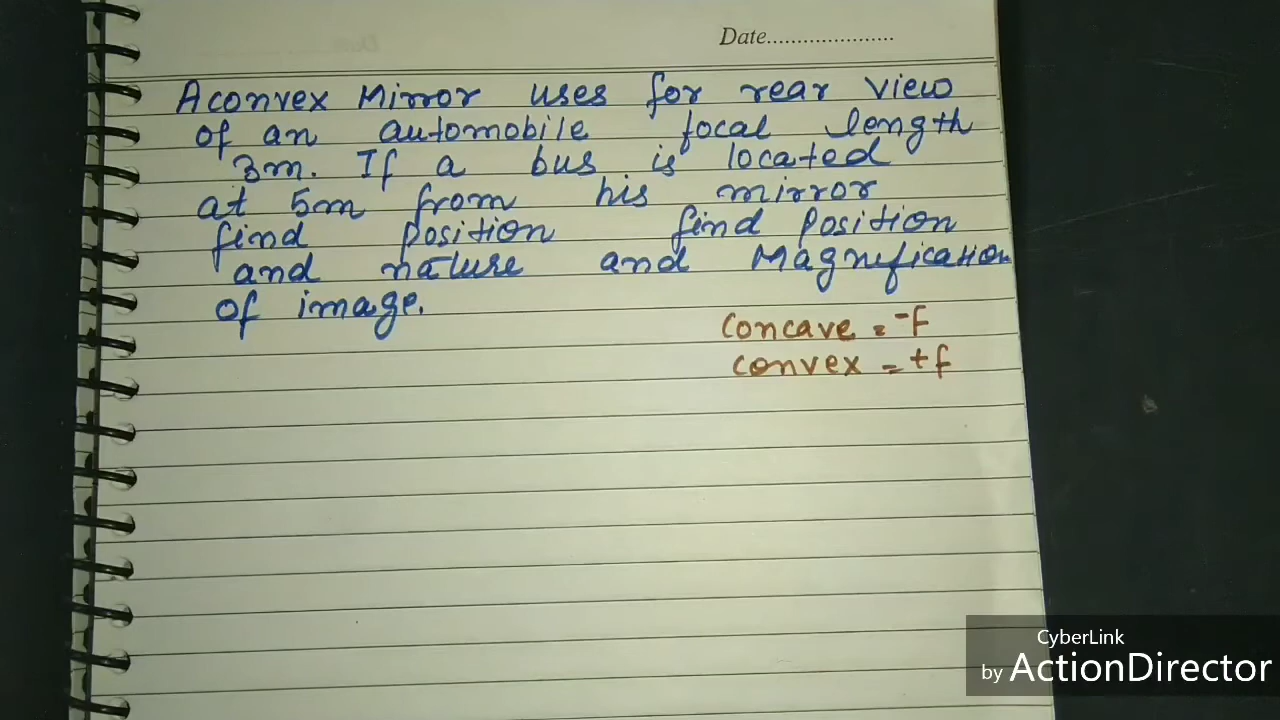 Date....................
A convex Mirror uses for rear view
of an automobile focal length
3m. If a bus is located
at 5m from his mirror
find position find position
and nature and Magnification
of image.
concave = -f
convex = +f
CyberLink
by ActionDirector